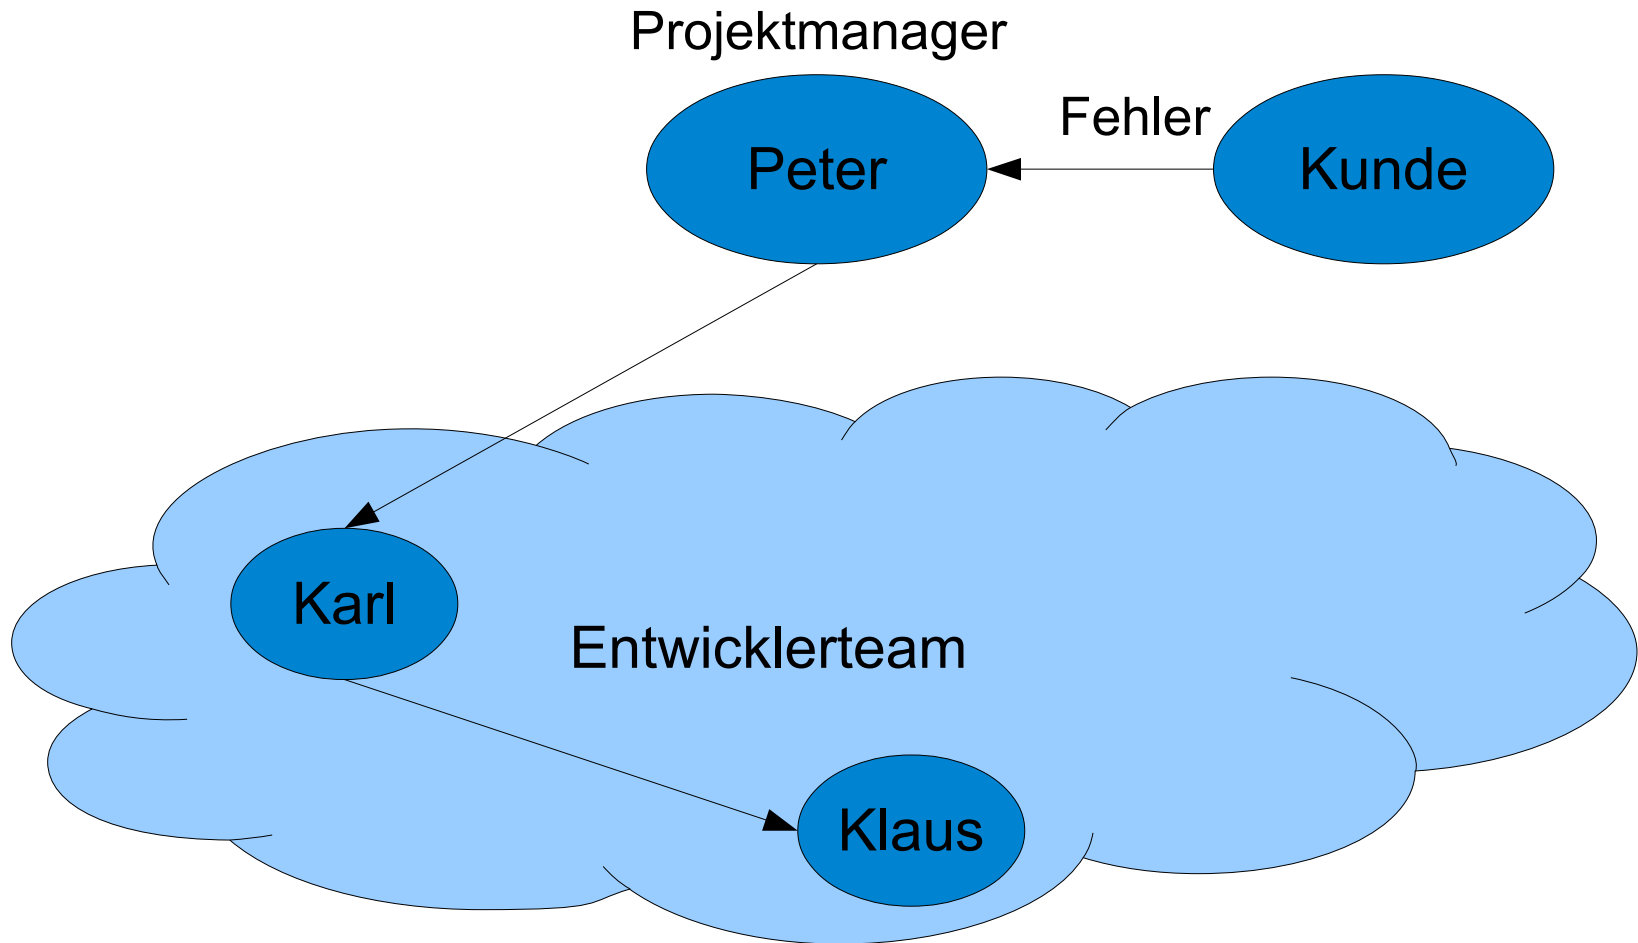 Projektmanager
Fehler
Peter
Kunde
Karl
Entwicklerteam
Klaus